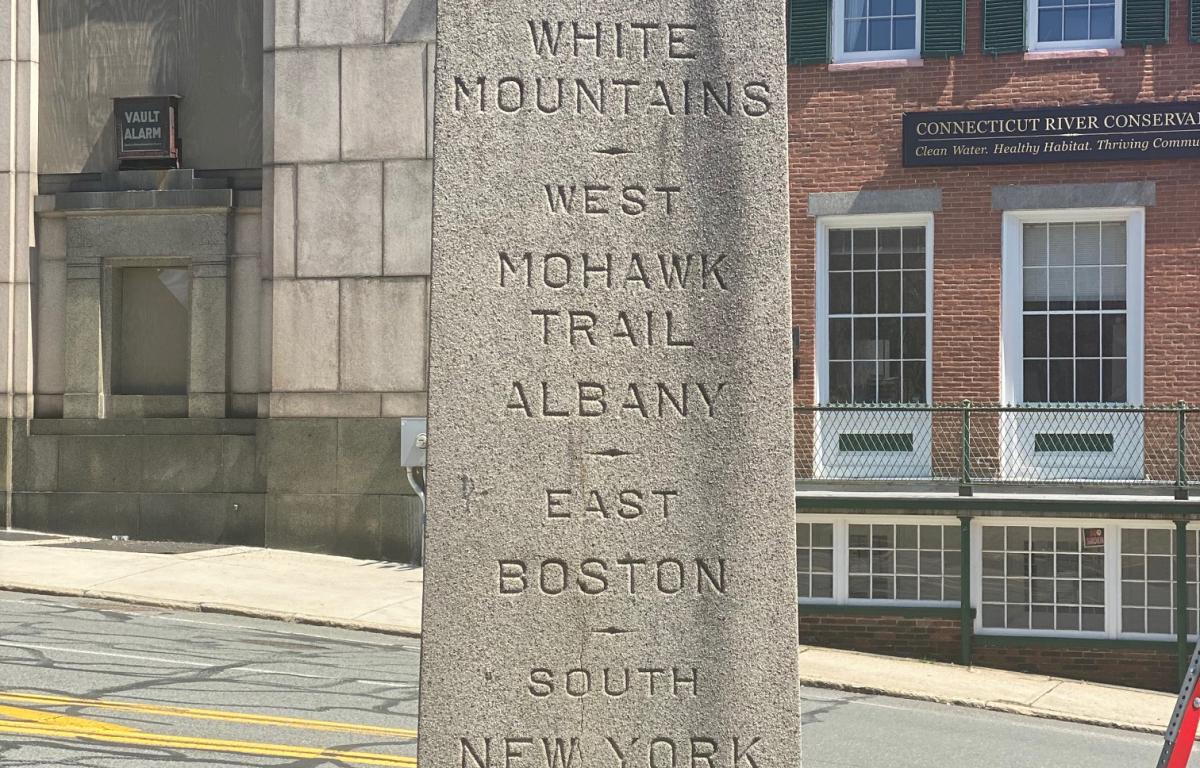 WHITE
MOUNTAINS
WEST
MOHAWK
TRAIL
ALBANY
EAST
BOSTON
SOUTH
NEW YORK
VAULT
ALARM
CONNECTICUT RIVER CONSERVA
Clean Water. Healthy Habitat. Thriving Commu